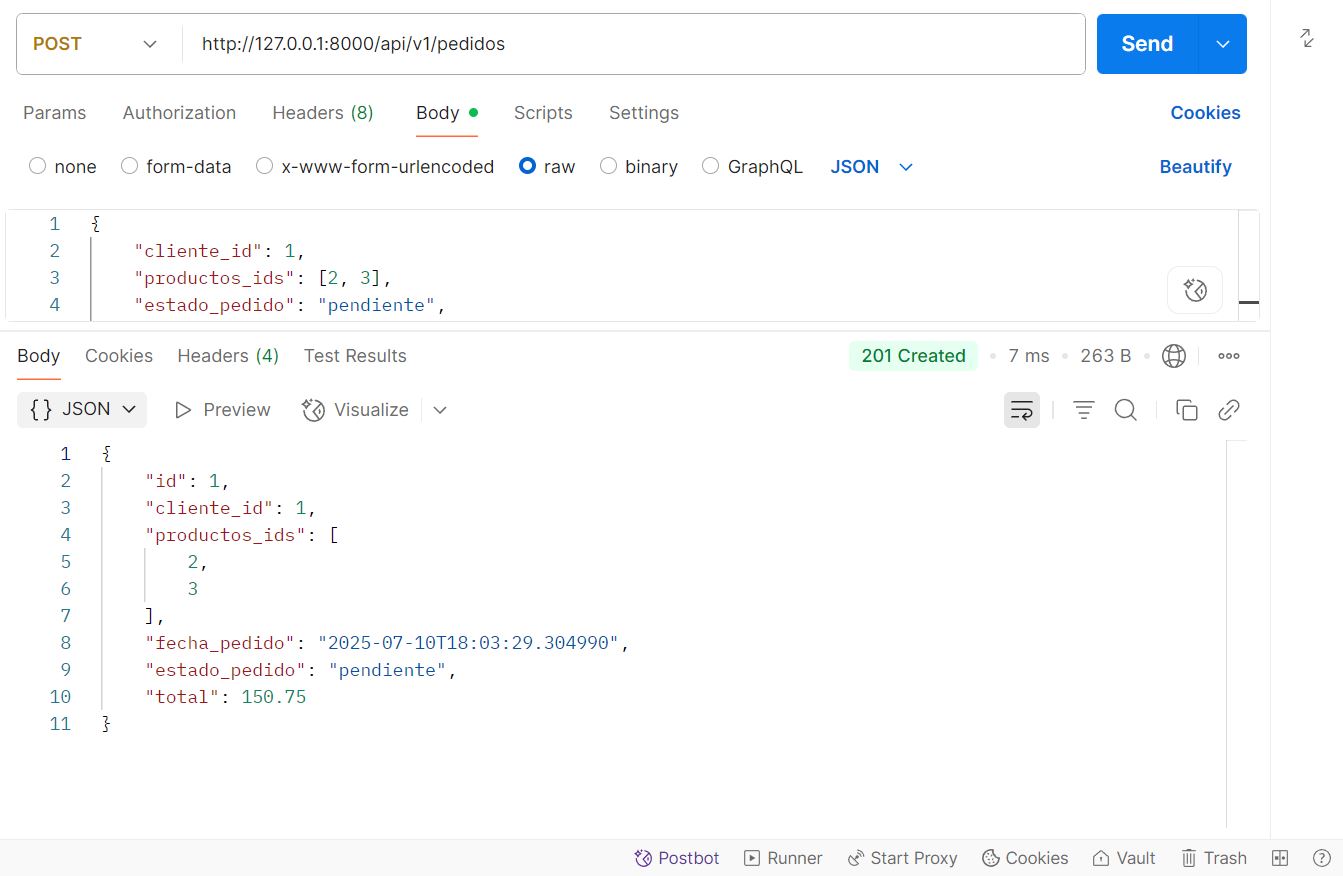 POST http://127.0.0.1:8000/api/v1/pedidos Send
Params Authorization Headers (8) Body Scripts Settings Cookies
none form-data x-www-form-urlencoded raw binary GraphQL JSON Beautify
1 {
2 "cliente_id": 1,
3 "productos_ids": [2, 3],
4 "estado_pedido": "pendiente",
Body Cookies Headers (4) Test Results 201 Created 7 ms 263 B
{} JSON Preview Visualize
1 {
2 "id": 1,
3 "cliente_id": 1,
4 "productos_ids": [
5 2,
6 3
7 ],
8 "fecha_pedido": "2025-07-10T18:03:29.304990",
9 "estado_pedido": "pendiente",
10 "total": 150.75
11 }
Postbot Runner Start Proxy Cookies Vault Trash